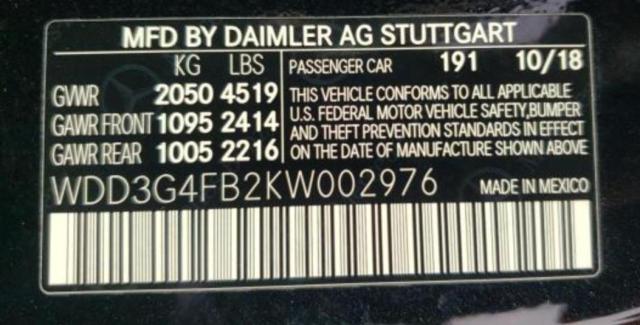 MFD BY DAIMLER AG STUTTGART
KG LBS
GVWR 2050 4519
GAWR FRONT 1095 2414
GAWR REAR 1005 2216
PASSENGER CAR 191 10/18
THIS VEHICLE CONFORMS TO ALL APPLICABLE
U.S. FEDERAL MOTOR VEHICLE SAFETY, BUMPER
AND THEFT PREVENTION STANDARDS IN EFFECT
ON THE DATE OF MANUFACTURE SHOWN ABOVE
WDD3G4FB2KW002976
MADE IN MEXICO